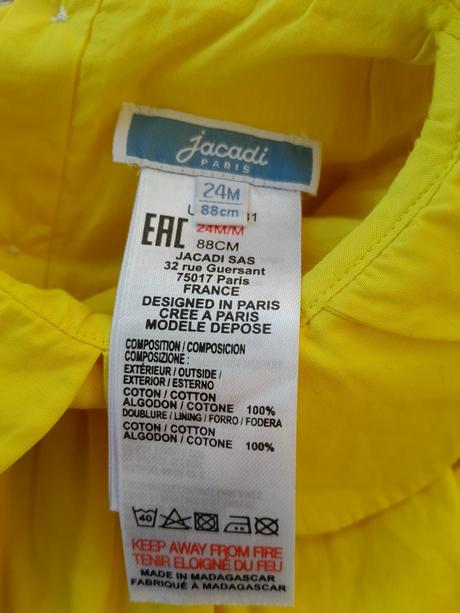 jacadi
PARIS
24M
88cm
24M/M
EAC
88CM
JACADI SAS
32 rue Guersant
75017 Paris
FRANCE
DESIGNED IN PARIS
CREE A PARIS
MODELE DEPOSE
COMPOSITION / COMPOSICION
COMPOSIZIONE :
EXTÉRIEUR / OUTSIDE /
EXTERIOR / ESTERNO
COTON / COTTON
ALGODON / COTONE 100%
DOUBLURE / LINING / FORRO / FODERA
COTON / COTTON
ALGODON / COTONE 100%
40
KEEP AWAY FROM FIRE
TENIR ELOIGNÉ DU FEU
MADE IN MADAGASCAR
FABRIQUÉ À MADAGASCAR